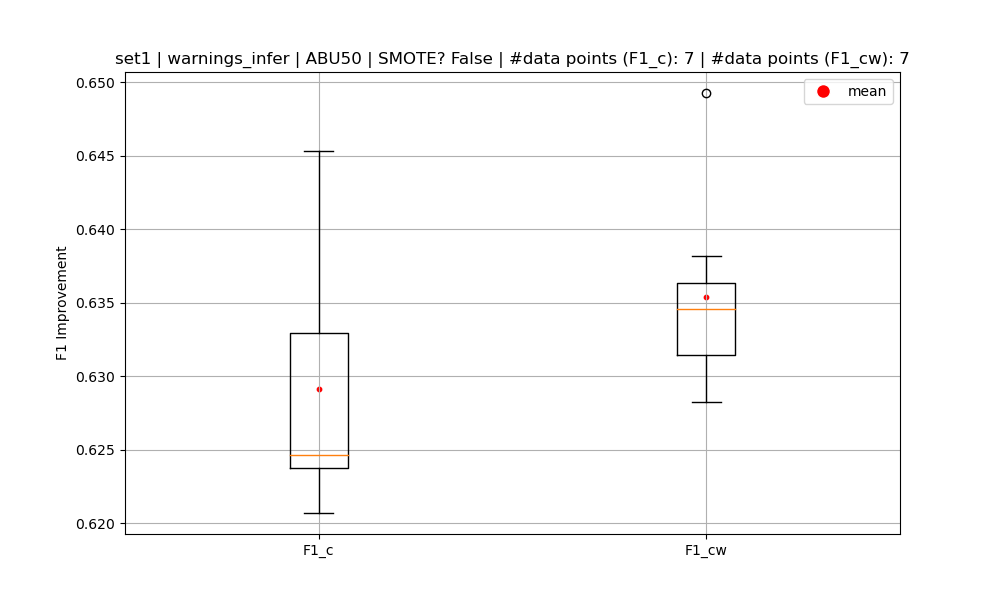 set1 | warnings_infer | ABU50 | SMOTE? False | #data points (F1_c): 7 | #data points (F1_cw): 7
mean
0.650
0.645
0.640
0.635
0.630
0.625
0.620
F1 Improvement
F1_c
F1_cw